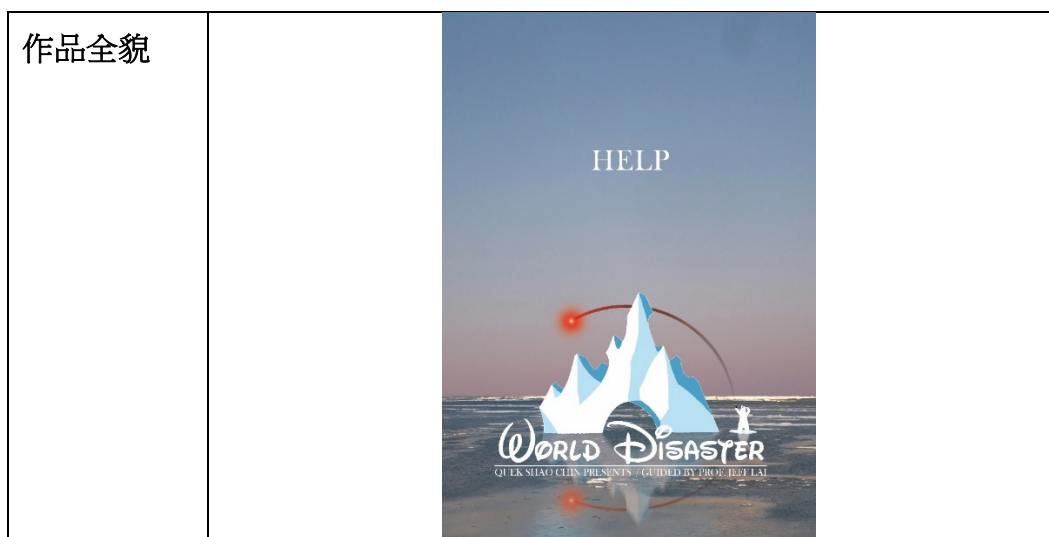 作品全貌
HELP
WORLD DISASTER
QUEK SHAO CHIN PRESENTS / GUIDED BY PROF. JEFF LAI